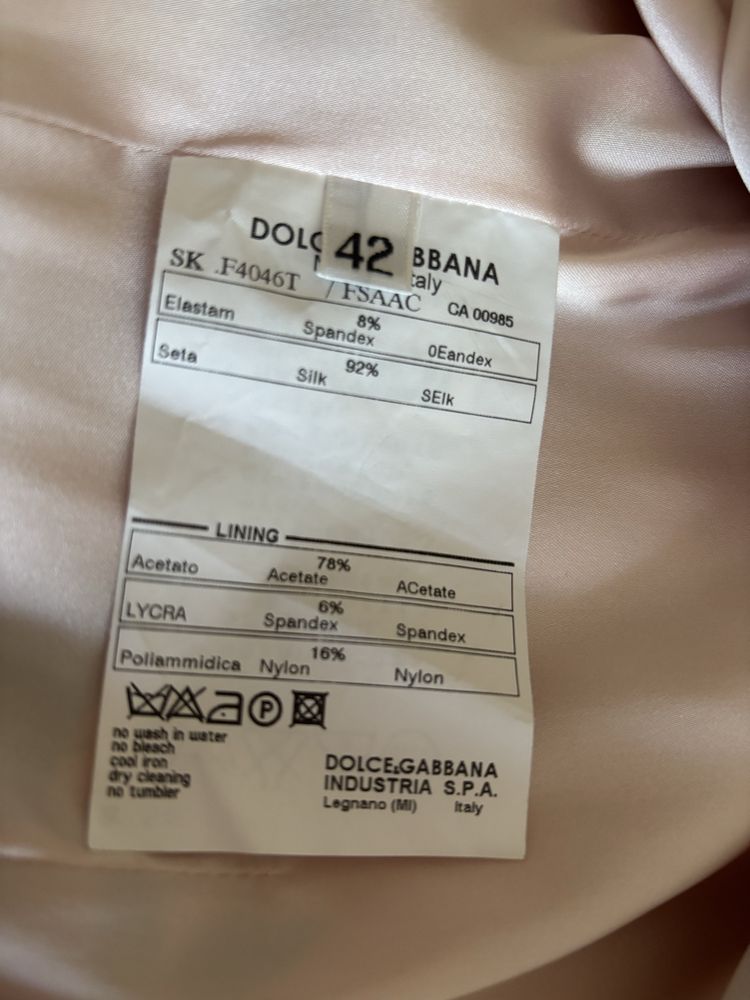 42
DOLC BBANA
taly
SK .F4046T / FSAAC CA 00985
Elastam 8% Spandex 0Eandex
Seta 92% Silk SElk
LINING
Acetato 78% Acetate ACetate
LYCRA 6% Spandex Spandex
Poliammidica 16% Nylon Nylon
P
no wash in water
no bleach
cool iron
dry cleaning
no tumbler
DOLCE&GABBANA
INDUSTRIA S.P.A.
Legnano (MI) Italy